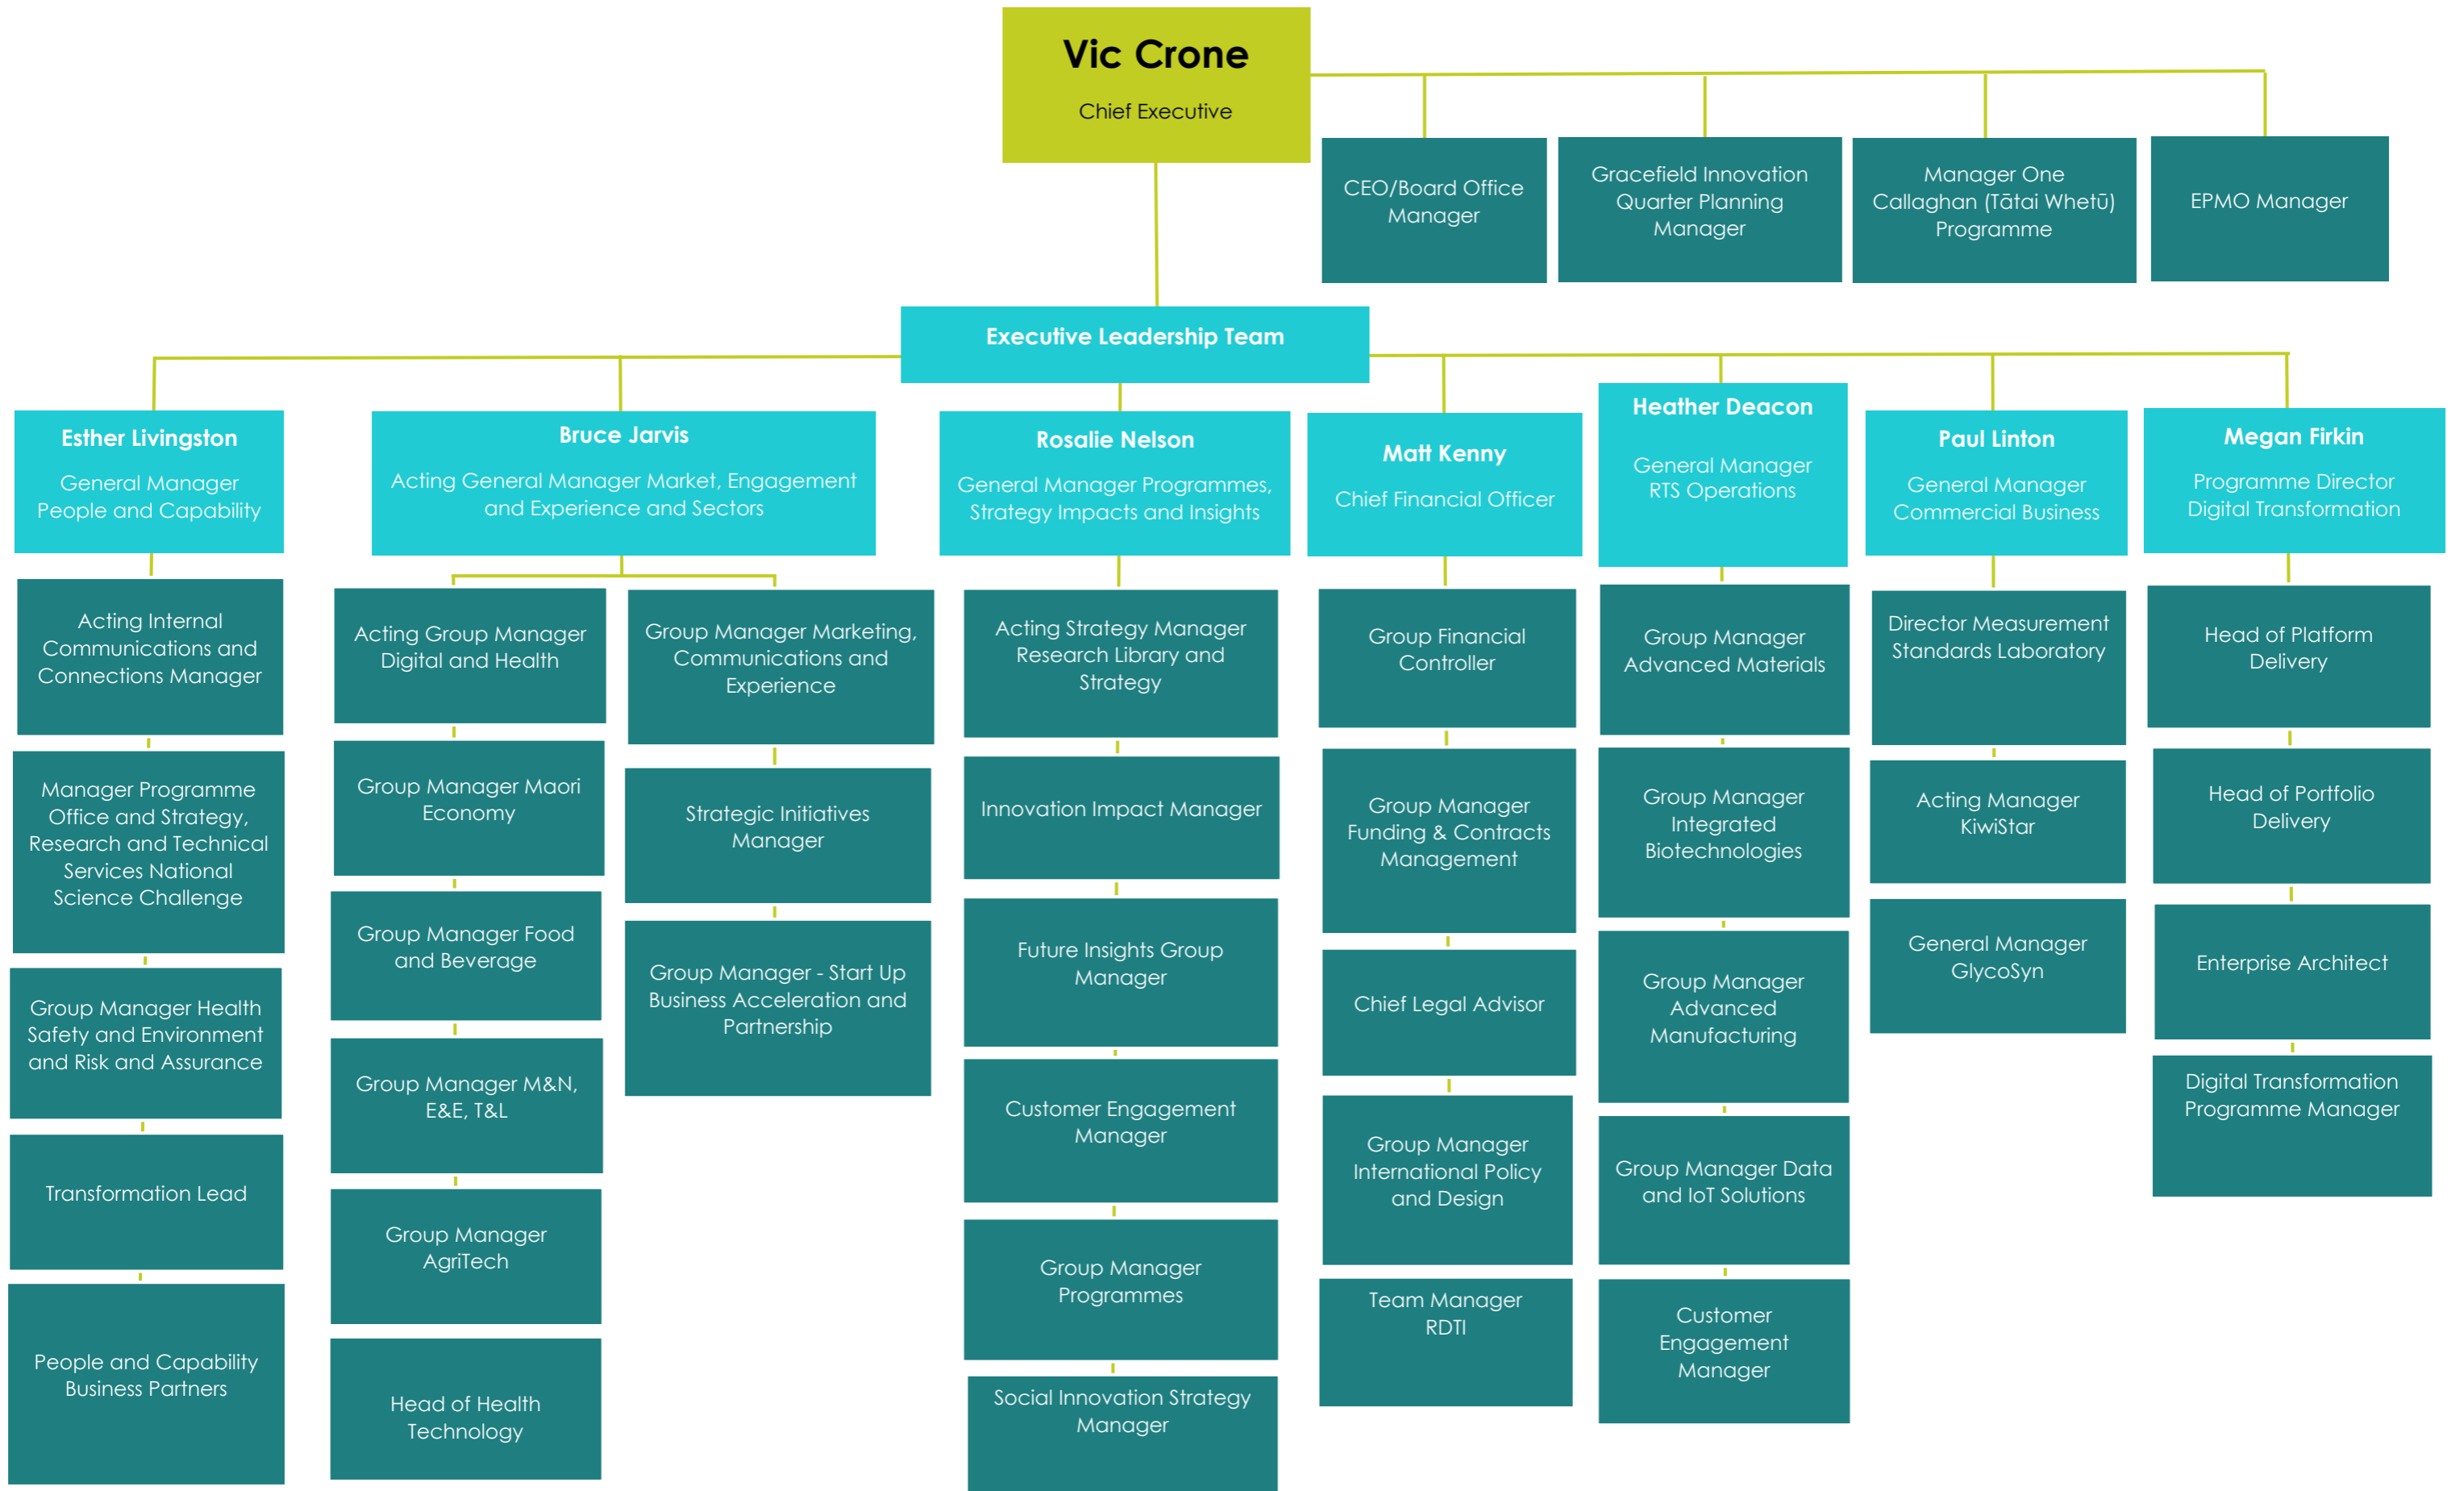 Vic Crone
Chief Executive
CEO/Board Office
Manager
Gracefield Innovation
Quarter Planning
Manager
Manager One
Callaghan (Tātai Whetū)
Programme
EPMO Manager
Executive Leadership Team
Esther Livingston
General Manager
People and Capability
Bruce Jarvis
Acting General Manager Market, Engagement
and Experience and Sectors
Rosalie Nelson
General Manager Programmes,
Strategy Impacts and Insights
Matt Kenny
Chief Financial Officer
Heather Deacon
General Manager
RTS Operations
Paul Linton
General Manager
Commercial Business
Megan Firkin
Programme Director
Digital Transformation
Acting Internal
Communications and
Connections Manager
Manager Programme
Office and Strategy,
Research and Technical
Services National
Science Challenge
Group Manager Health
Safety and Environment
and Risk and Assurance
Transformation Lead
People and Capability
Business Partners
Acting Group Manager
Digital and Health
Group Manager Maori
Economy
Group Manager Food
and Beverage
Group Manager M&N,
E&E, T&L
Group Manager
AgriTech
Head of Health
Technology
Group Manager Marketing,
Communications and
Experience
Strategic Initiatives
Manager
Group Manager - Start Up
Business Acceleration and
Partnership
Acting Strategy Manager
Research Library and
Strategy
Innovation Impact Manager
Future Insights Group
Manager
Customer Engagement
Manager
Group Manager
Programmes
Social Innovation Strategy
Manager
Group Financial
Controller
Group Manager
Funding & Contracts
Management
Chief Legal Advisor
Group Manager
International Policy
and Design
Team Manager
RDTI
Group Manager
Advanced Materials
Group Manager
Integrated
Biotechnologies
Group Manager
Advanced
Manufacturing
Group Manager Data
and IoT Solutions
Customer
Engagement
Manager
Director Measurement
Standards Laboratory
Acting Manager
KiwiStar
General Manager
GlycoSyn
Head of Platform
Delivery
Head of Portfolio
Delivery
Enterprise Architect
Digital Transformation
Programme Manager